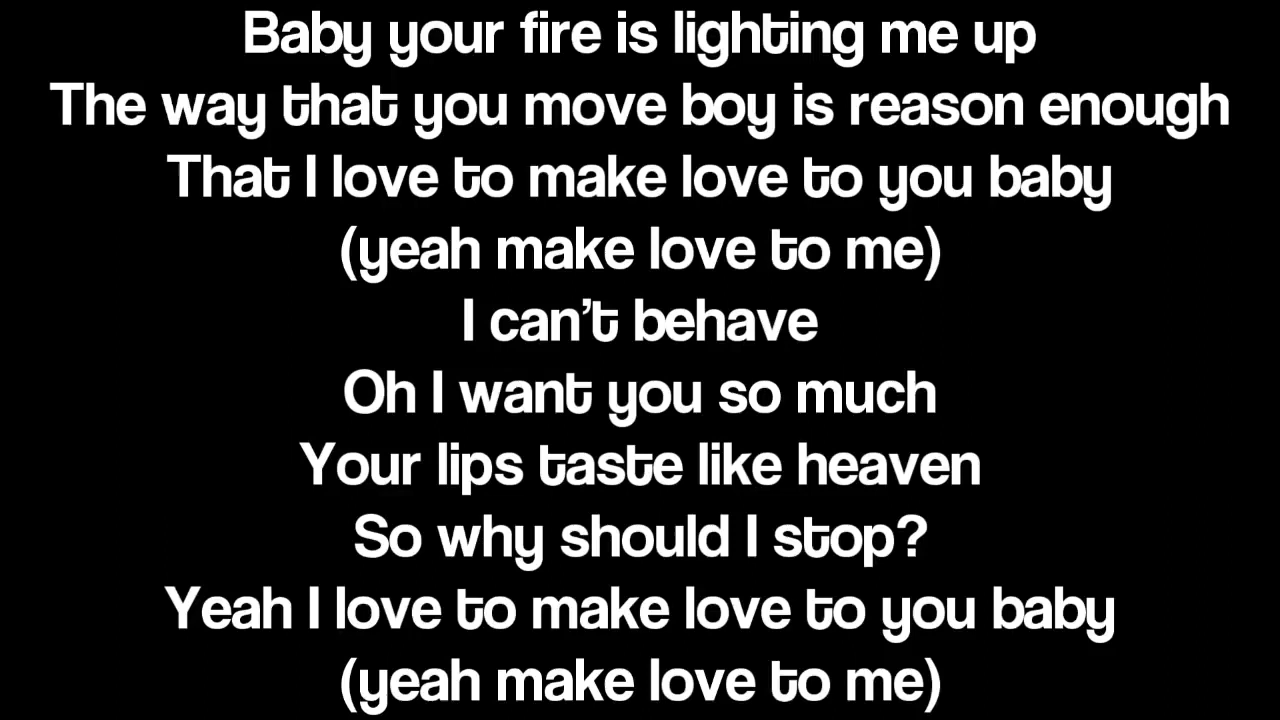 Baby your fire is lighting me up
The way that you move boy is reason enough
That I love to make love to you baby
(yeah make love to me)
I can't behave
Oh I want you so much
Your lips taste like heaven
So why should I stop?
Yeah I love to make love to you baby
(yeah make love to me)